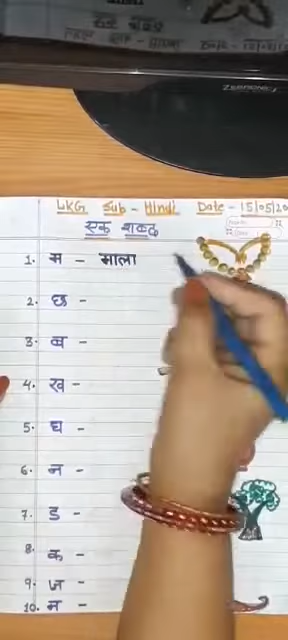 LKG Sub - Hindi Date - 15/05/20
एक शब्द
1. म - माला
2. छ -
3. ब -
4. ख -
5. घ -
6. न -
7. ड -
8. क -
9. ज -
10. म -